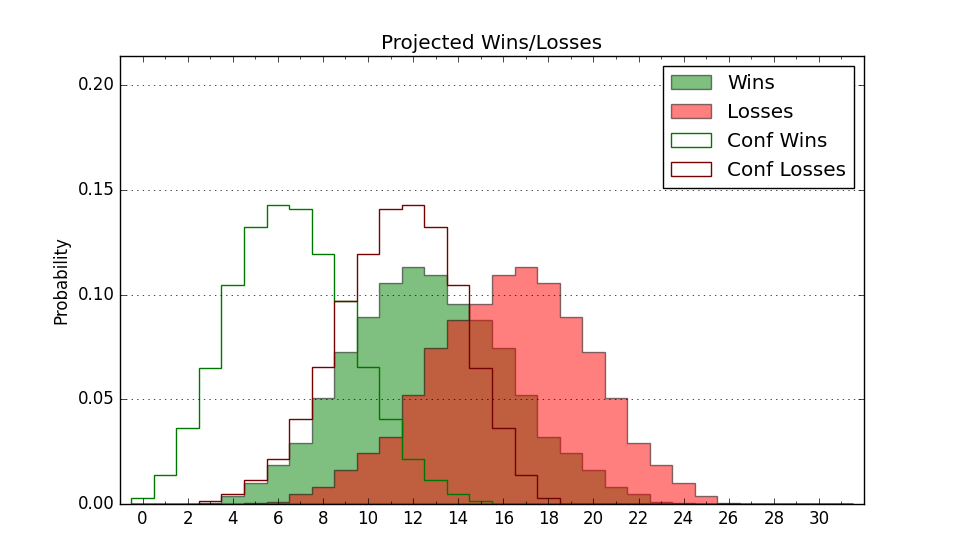 Projected Wins/Losses
0.20
0.15
0.10
0.05
0.00
Probability
Wins
Losses
Conf Wins
Conf Losses
0 2 4 6 8 10 12 14 16 18 20 22 24 26 28 30